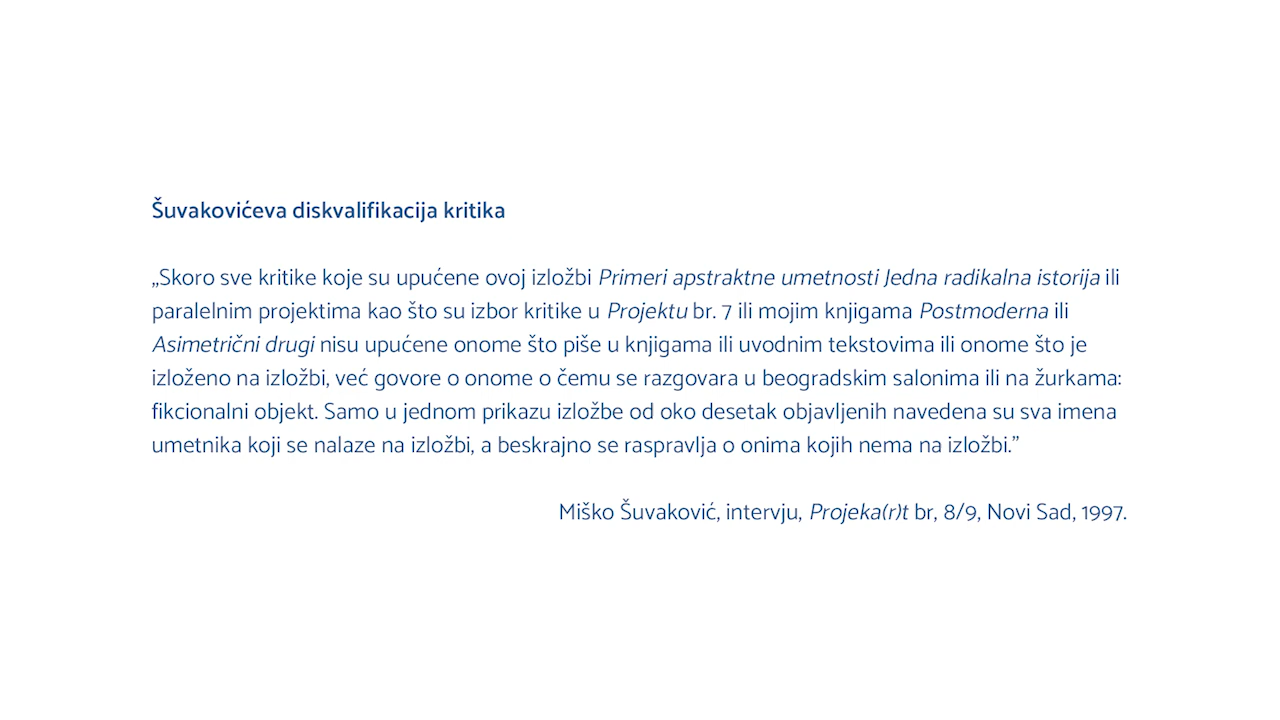 Šuvakovićeva diskvalifikacija kritika
„Skoro sve kritike koje su upućene ovoj izložbi Primeri apstraktne umetnosti Jedna radikalna istorija ili
paralelnim projektima kao što su izbor kritike u Projektu br. 7 ili mojim knjigama Postmoderna ili
Asimetrični drugi nisu upućene onome što piše u knjigama ili uvodnim tekstovima ili onome što je
izloženo na izložbi, već govore o onome o čemu se razgovara u beogradskim salonima ili na žurkama:
fikcionalni objekt. Samo u jednom prikazu izložbe od oko desetak objavljenih navedena su sva imena
umetnika koji se nalaze na izložbi, a beskrajno se raspravlja o onima kojih nema na izložbi.”
Miško Šuvaković, intervju, Projeka(r)t br, 8/9, Novi Sad, 1997.